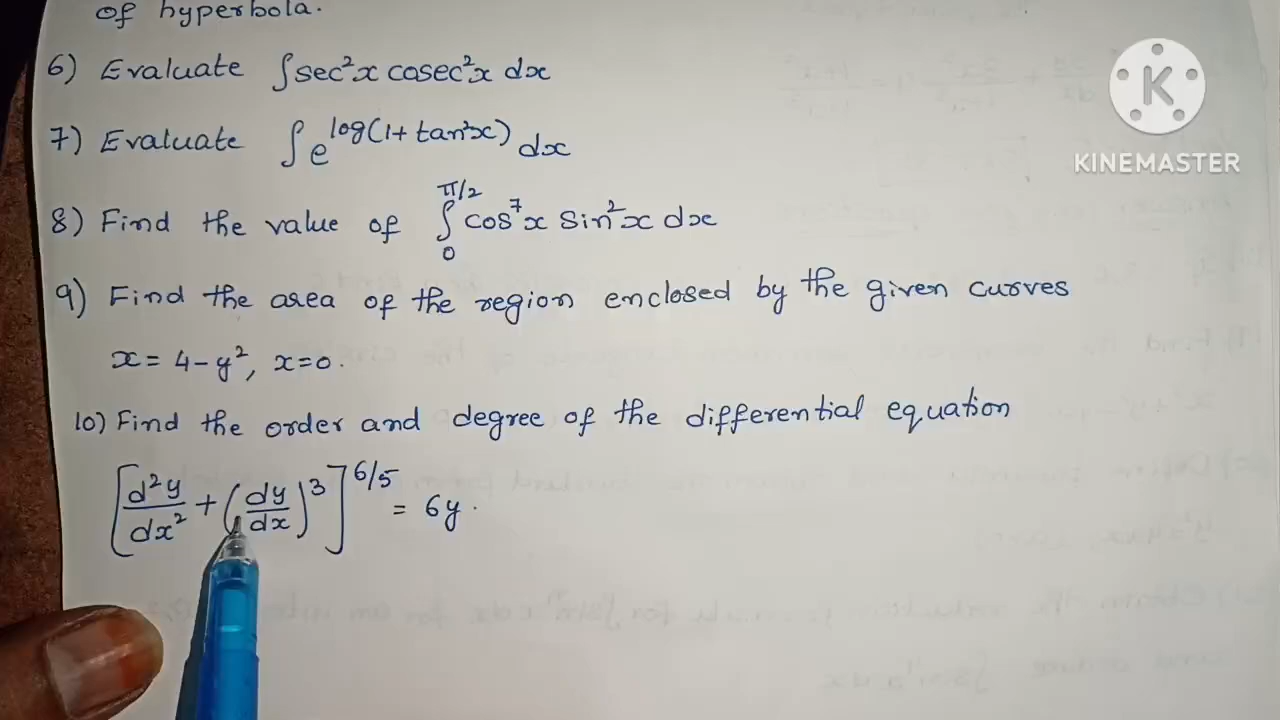 of hyperbola.
6) Evaluate ∫sec²x cosec²x dx
7) Evaluate ∫e^log(1+tan²x) dx
8) Find the value of ∫₀^π/2 cos⁷x sin²x dx
9) Find the area of the region enclosed by the given curves
x = 4-y², x=0.
10) Find the order and degree of the differential equation
[d²y/dx² + (dy/dx)³]^6/5 = 6y.
K
KINEMASTER